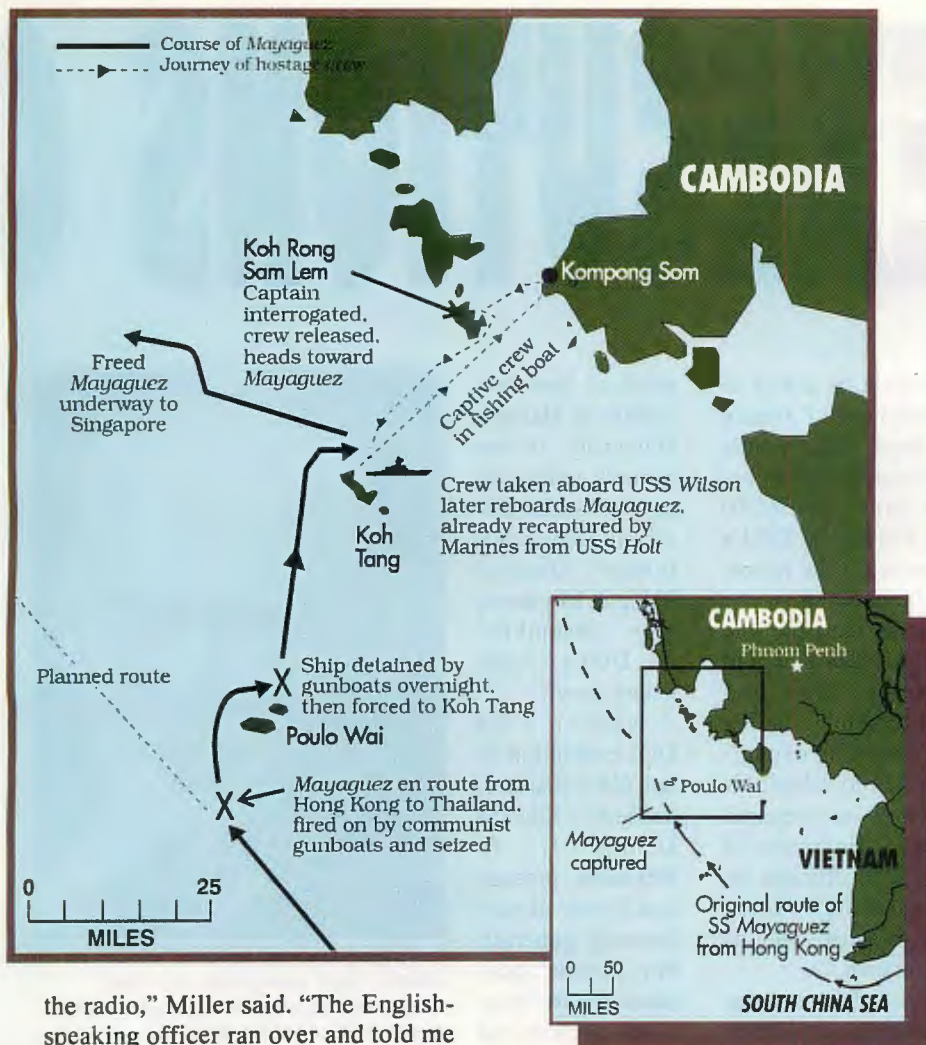 Course of Mayaguez
Journey of hostage crew
CAMBODIA
Koh Rong
Sam Lem
Captain
interrogated,
crew released,
heads toward
Mayaguez
Kompong Som
Freed
Mayaguez
underway to
Singapore
Captive crew
in fishing boat
Crew taken aboard USS Wilson
later reboards Mayaguez,
already recaptured by
Marines from USS Holt
Koh
Tang
Planned route
Ship detained by
gunboats overnight,
then forced to Koh Tang
Poulo Wai
Mayaguez en route from
Hong Kong to Thailand,
fired on by communist
gunboats and seized
0 25
MILES
CAMBODIA
Phnom Penh
Poulo Wai
Mayaguez
captured
VIETNAM
Original route of
SS Mayaguez
from Hong Kong
0 50
MILES
SOUTH CHINA SEA
the radio,” Miller said. “The English-
speaking officer ran over and told me